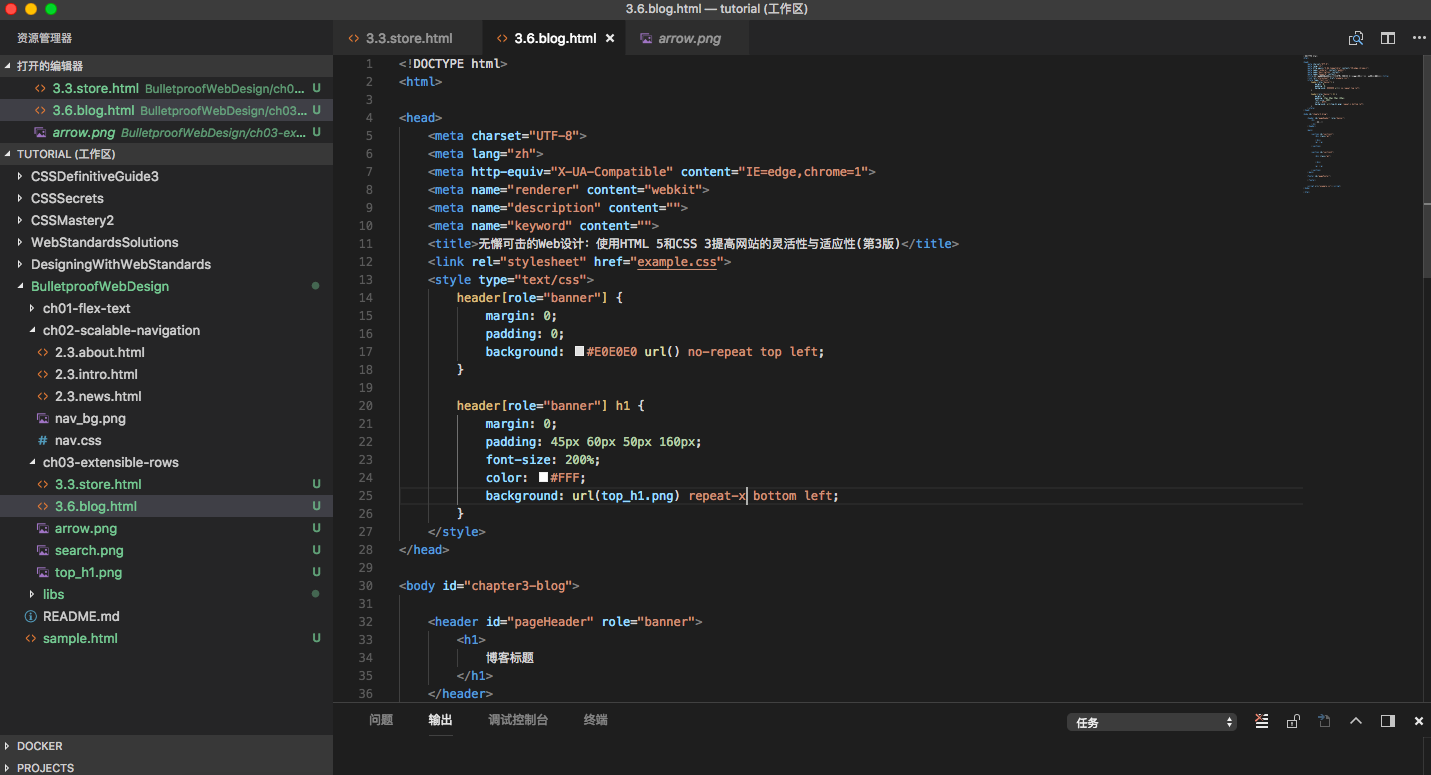 3.6.blog.html — tutorial (工作区)
资源管理器
打开的编辑器
3.3.store.html BulletproofWebDesign/ch0... U
3.6.blog.html BulletproofWebDesign/ch03... U
arrow.png BulletproofWebDesign/ch03-ex... U
TUTORIAL (工作区)
CSSDefinitiveGuide3
CSSSecrets
CSSMastery2
WebStandardsSolutions
DesigningWithWebStandards
BulletproofWebDesign
ch01-flex-text
ch02-scalable-navigation
2.3.about.html
2.3.intro.html
2.3.news.html
nav_bg.png
# nav.css
ch03-extensible-rows
3.3.store.html U
3.6.blog.html U
arrow.png U
search.png U
top_h1.png U
libs
README.md
sample.html U
DOCKER
PROJECTS
3.3.store.html 3.6.blog.html × arrow.png
1 <!DOCTYPE html>
2 <html>
3
4 <head>
5 <meta charset="UTF-8">
6 <meta lang="zh">
7 <meta http-equiv="X-UA-Compatible" content="IE=edge,chrome=1">
8 <meta name="renderer" content="webkit">
9 <meta name="description" content="">
10 <meta name="keyword" content="">
11 <title>无懈可击的Web设计：使用HTML 5和CSS 3提高网站的灵活性与适应性(第3版)</title>
12 <link rel="stylesheet" href="example.css">
13 <style type="text/css">
14 header[role="banner"] {
15 margin: 0;
16 padding: 0;
17 background: #E0E0E0 url() no-repeat top left;
18 }
19
20 header[role="banner"] h1 {
21 margin: 0;
22 padding: 45px 60px 50px 160px;
23 font-size: 200%;
24 color: #FFF;
25 background: url(top_h1.png) repeat-x bottom left;
26 }
27 </style>
28 </head>
29
30 <body id="chapter3-blog">
31
32 <header id="pageHeader" role="banner">
33 <h1>
34 博客标题
35 </h1>
36 </header>
问题 输出 调试控制台 终端
任务